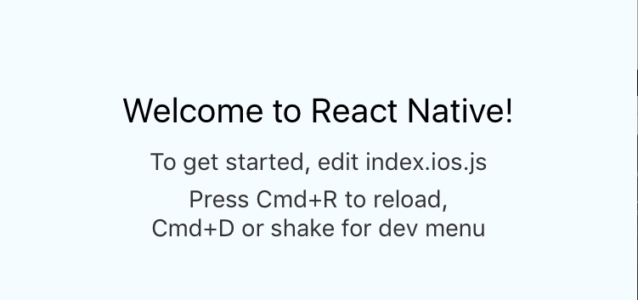 Welcome to React Native!
To get started, edit index.ios.js
Press Cmd+R to reload,
Cmd+D or shake for dev menu